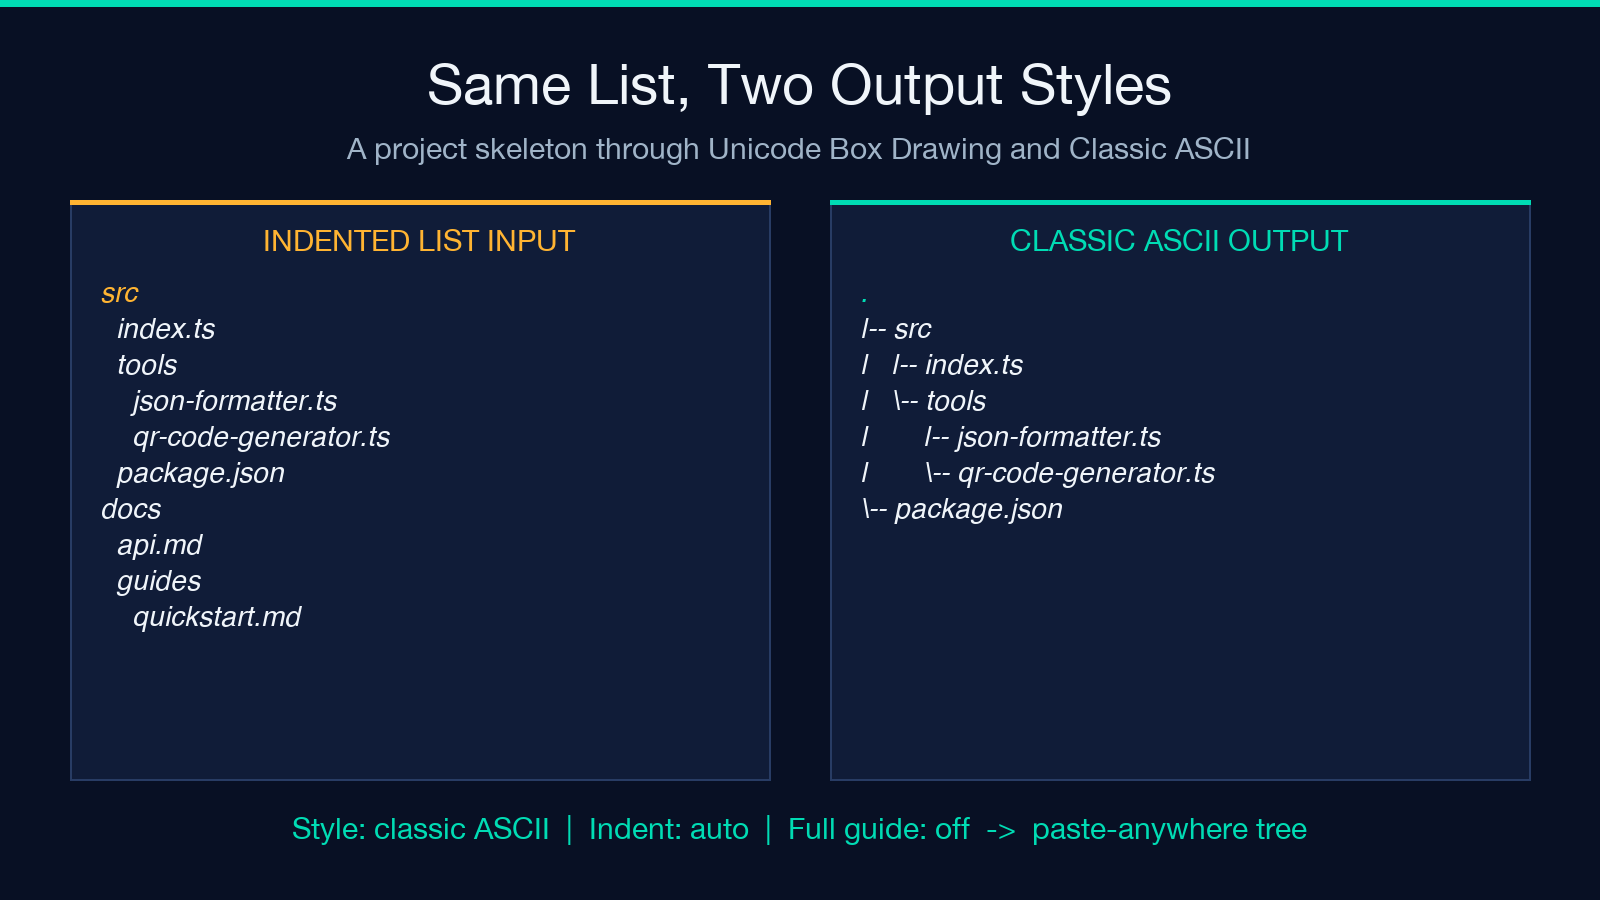 Same List, Two Output Styles
A project skeleton through Unicode Box Drawing and Classic ASCII
INDENTED LIST INPUT
src
  index.ts
  tools
    json-formatter.ts
    qr-code-generator.ts
  package.json
docs
  api.md
  guides
    quickstart.md
CLASSIC ASCII OUTPUT
.
|-- src
|   |-- index.ts
|   \-- tools
|       |-- json-formatter.ts
|       \-- qr-code-generator.ts
\-- package.json
Style: classic ASCII | Indent: auto | Full guide: off -> paste-anywhere tree